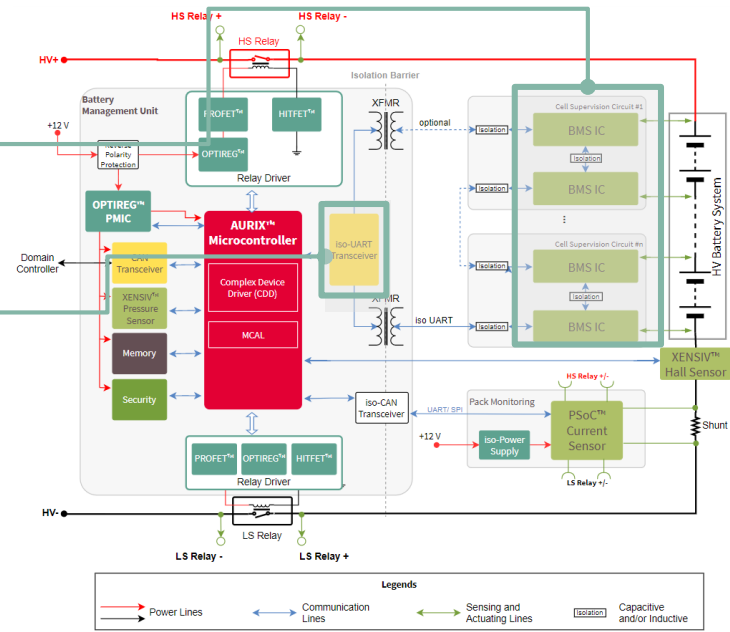 HS Relay +
HS Relay -
HS Relay
HV+
Isolation Barrier
Battery
Management Unit
XFMR
Cell Supervision Circuit #1
PROFET™
HITFET™
optional
Isolation
BMS IC
+12 V
Reverse
Polarity
Protection
OPTIREG™
Isolation
Relay Driver
Isolation
BMS IC
OPTIREG™
PMIC
AURIX™
Microcontroller
HV Battery System
iso-UART
Transceiver
Cell Supervision Circuit #n
Domain
Controller
CAN
Transceiver
Isolation
BMS IC
Complex Device
Driver (CDD)
Isolation
XENSIV™
Pressure
Sensor
XFMR
iso UART
Isolation
BMS IC
MCAL
Memory
XENSIV™
Hall Sensor
HS Relay +/-
Security
iso-CAN
Transceiver
Pack Monitoring
UART/ SPI
PSoC™
Current
Sensor
Shunt
+12 V
iso-Power
Supply
PROFET™
OPTIREG™
HITFET™
Relay Driver
LS Relay +/-
HV-
LS Relay
LS Relay -
LS Relay +
Legends
Power Lines
Communication
Lines
Sensing and
Actuating Lines
Isolation
Capacitive
and/or Inductive